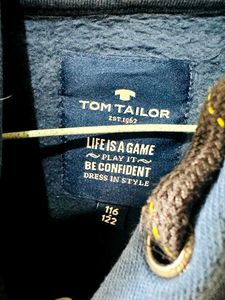 TOM TAILOR
EST. 1962
LIFE IS A GAME
PLAY IT
BE CONFIDENT
DRESS IN STYLE
116
122